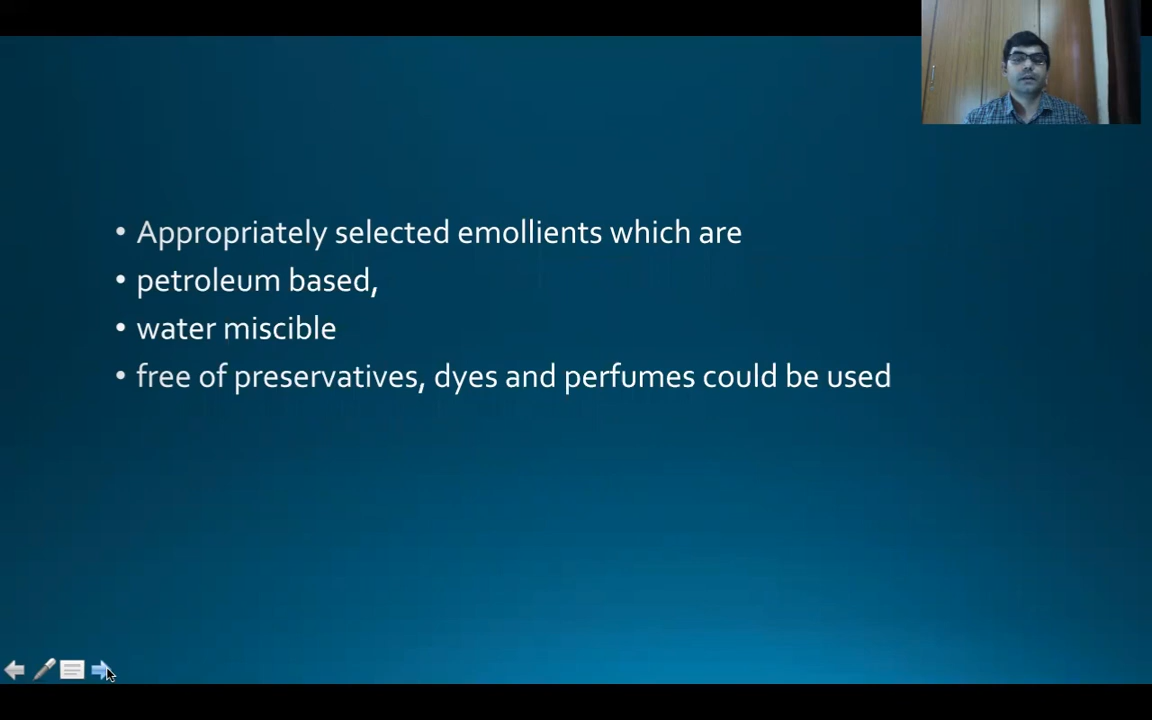 • Appropriately selected emollients which are
• petroleum based,
• water miscible
• free of preservatives, dyes and perfumes could be used